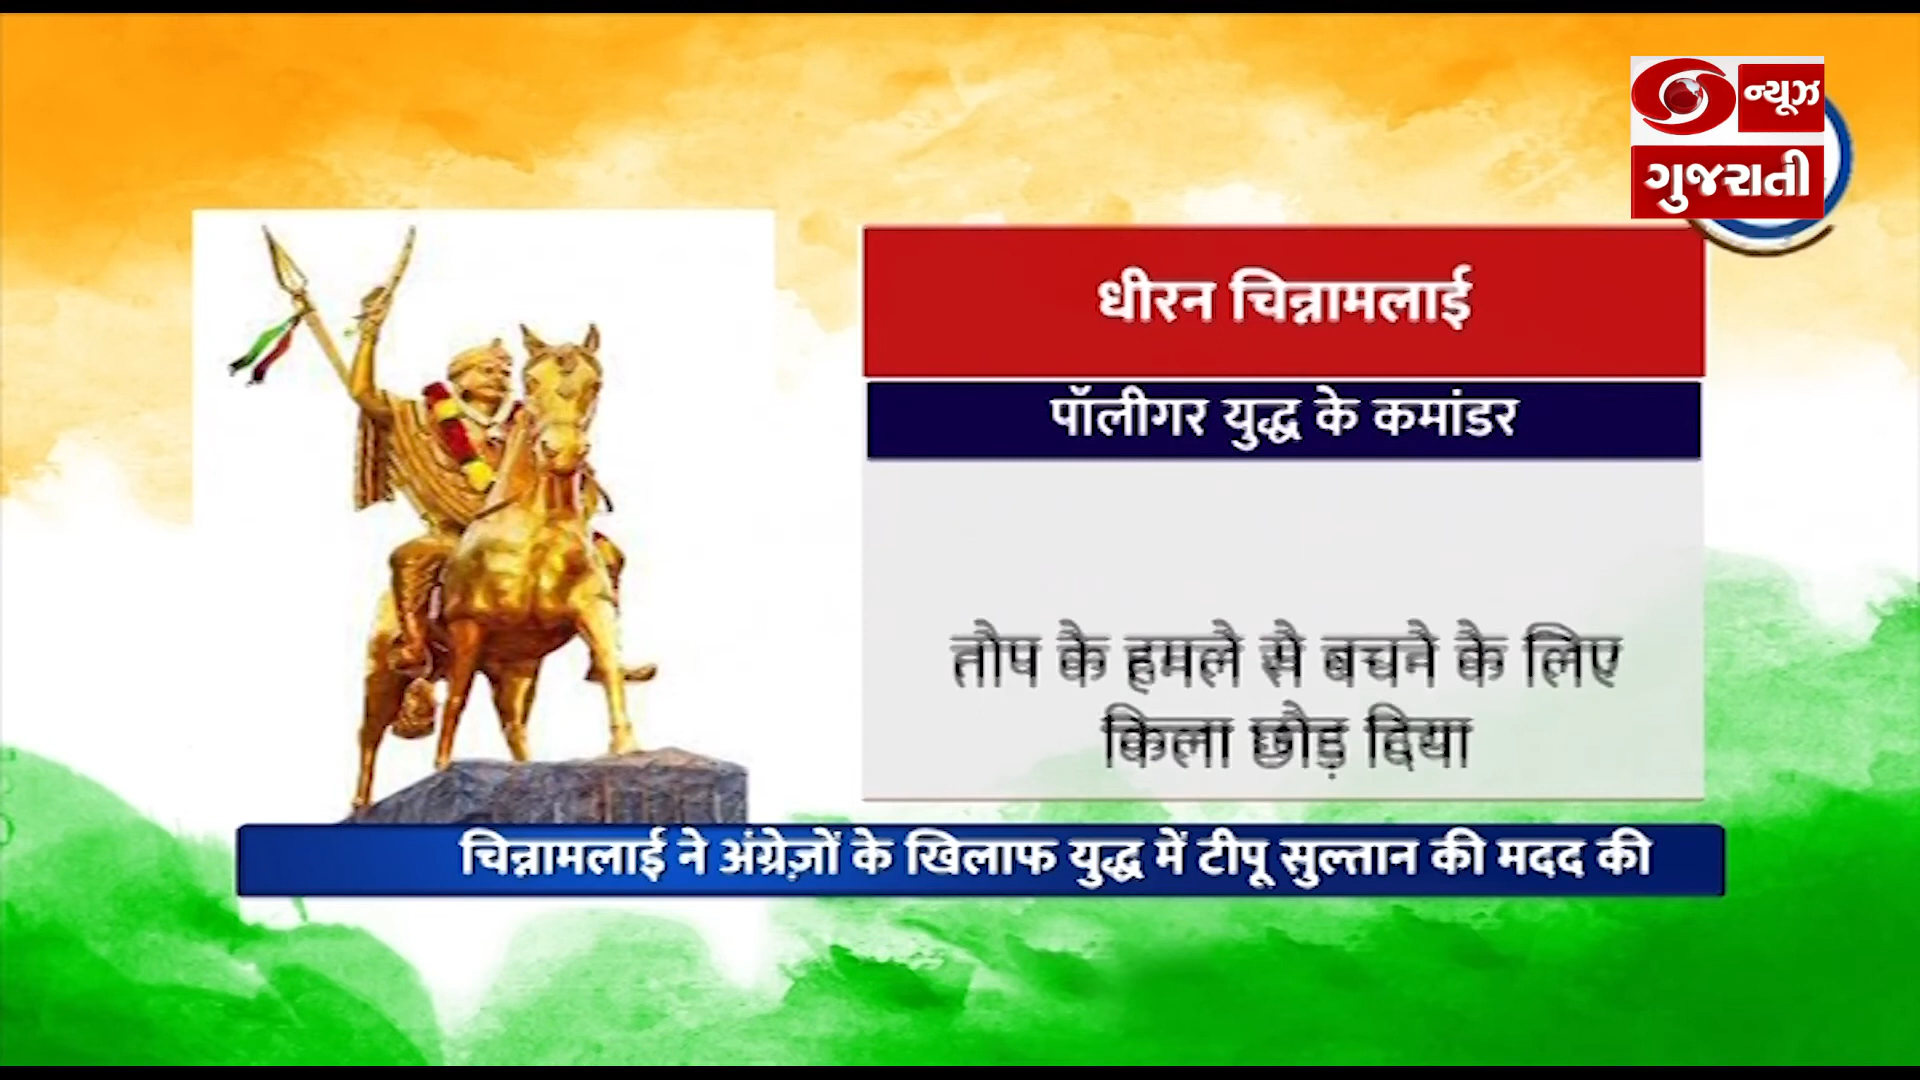 ન્યૂઝ
ગુજરાતી
धीरन चिन्नामलाई
पॉलीगर युद्ध के कमांडर
तोप के हमले से बचने के लिए
किला छोड़ दिया
चिन्नामलाई ने अंग्रेज़ों के खिलाफ युद्ध में टीपू सुल्तान की मदद की